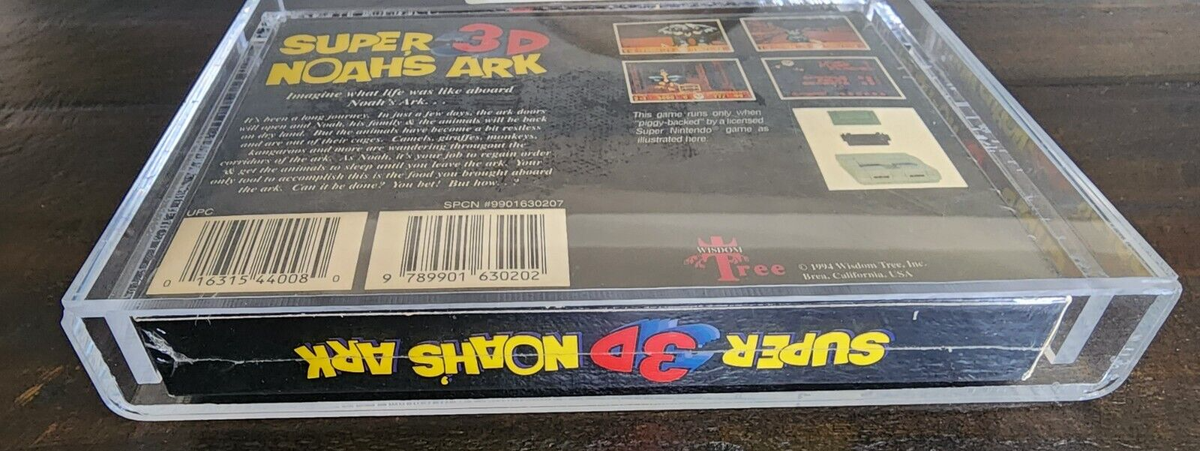 SUPER 3D
NOAHS ARK
Imagine what life was like aboard
Noah's Ark. . .
It's been a long journey. In just a few days, the ark doors
will open and Noah, his family & the animals will be back
on dry land. But the animals have become a bit restless
and are out of their cages. Camels, giraffes, monkeys,
kangaroos and more are wandering throughout the
corridors of the ark. As Noah, it's your job to regain order
& get the animals to sleep until you leave the ark. Your
only tool to accomplish this is the food you brought aboard
the ark. Can it be done? You bet! But how. . . ?
This game runs only when
"piggy-backed" by a licensed
Super Nintendo® game as
illustrated here
UPC
SPCN #9901630207
0 16315 44008 0
9 789901 630202
WISDOM
Tree
© 1994 Wisdom Tree, Inc.
Brea, California, USA
SUPER 3D NOAH'S ARK